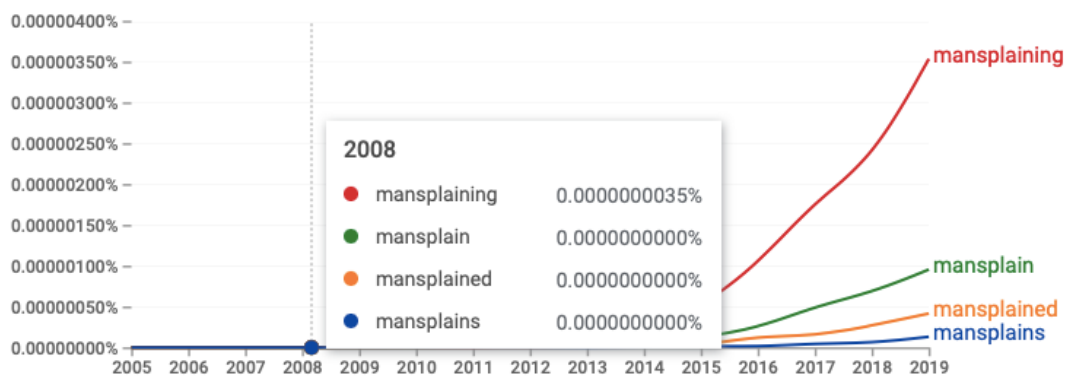 0.00000400%
0.00000350%
0.00000300%
0.00000250%
0.00000200%
0.00000150%
0.00000100%
0.00000050%
0.00000000%
2008
mansplaining 0.0000000035%
mansplain 0.0000000000%
mansplained 0.0000000000%
mansplains 0.0000000000%
mansplaining
mansplain
mansplained
mansplains
2005 2006 2007 2008 2009 2010 2011 2012 2013 2014 2015 2016 2017 2018 2019